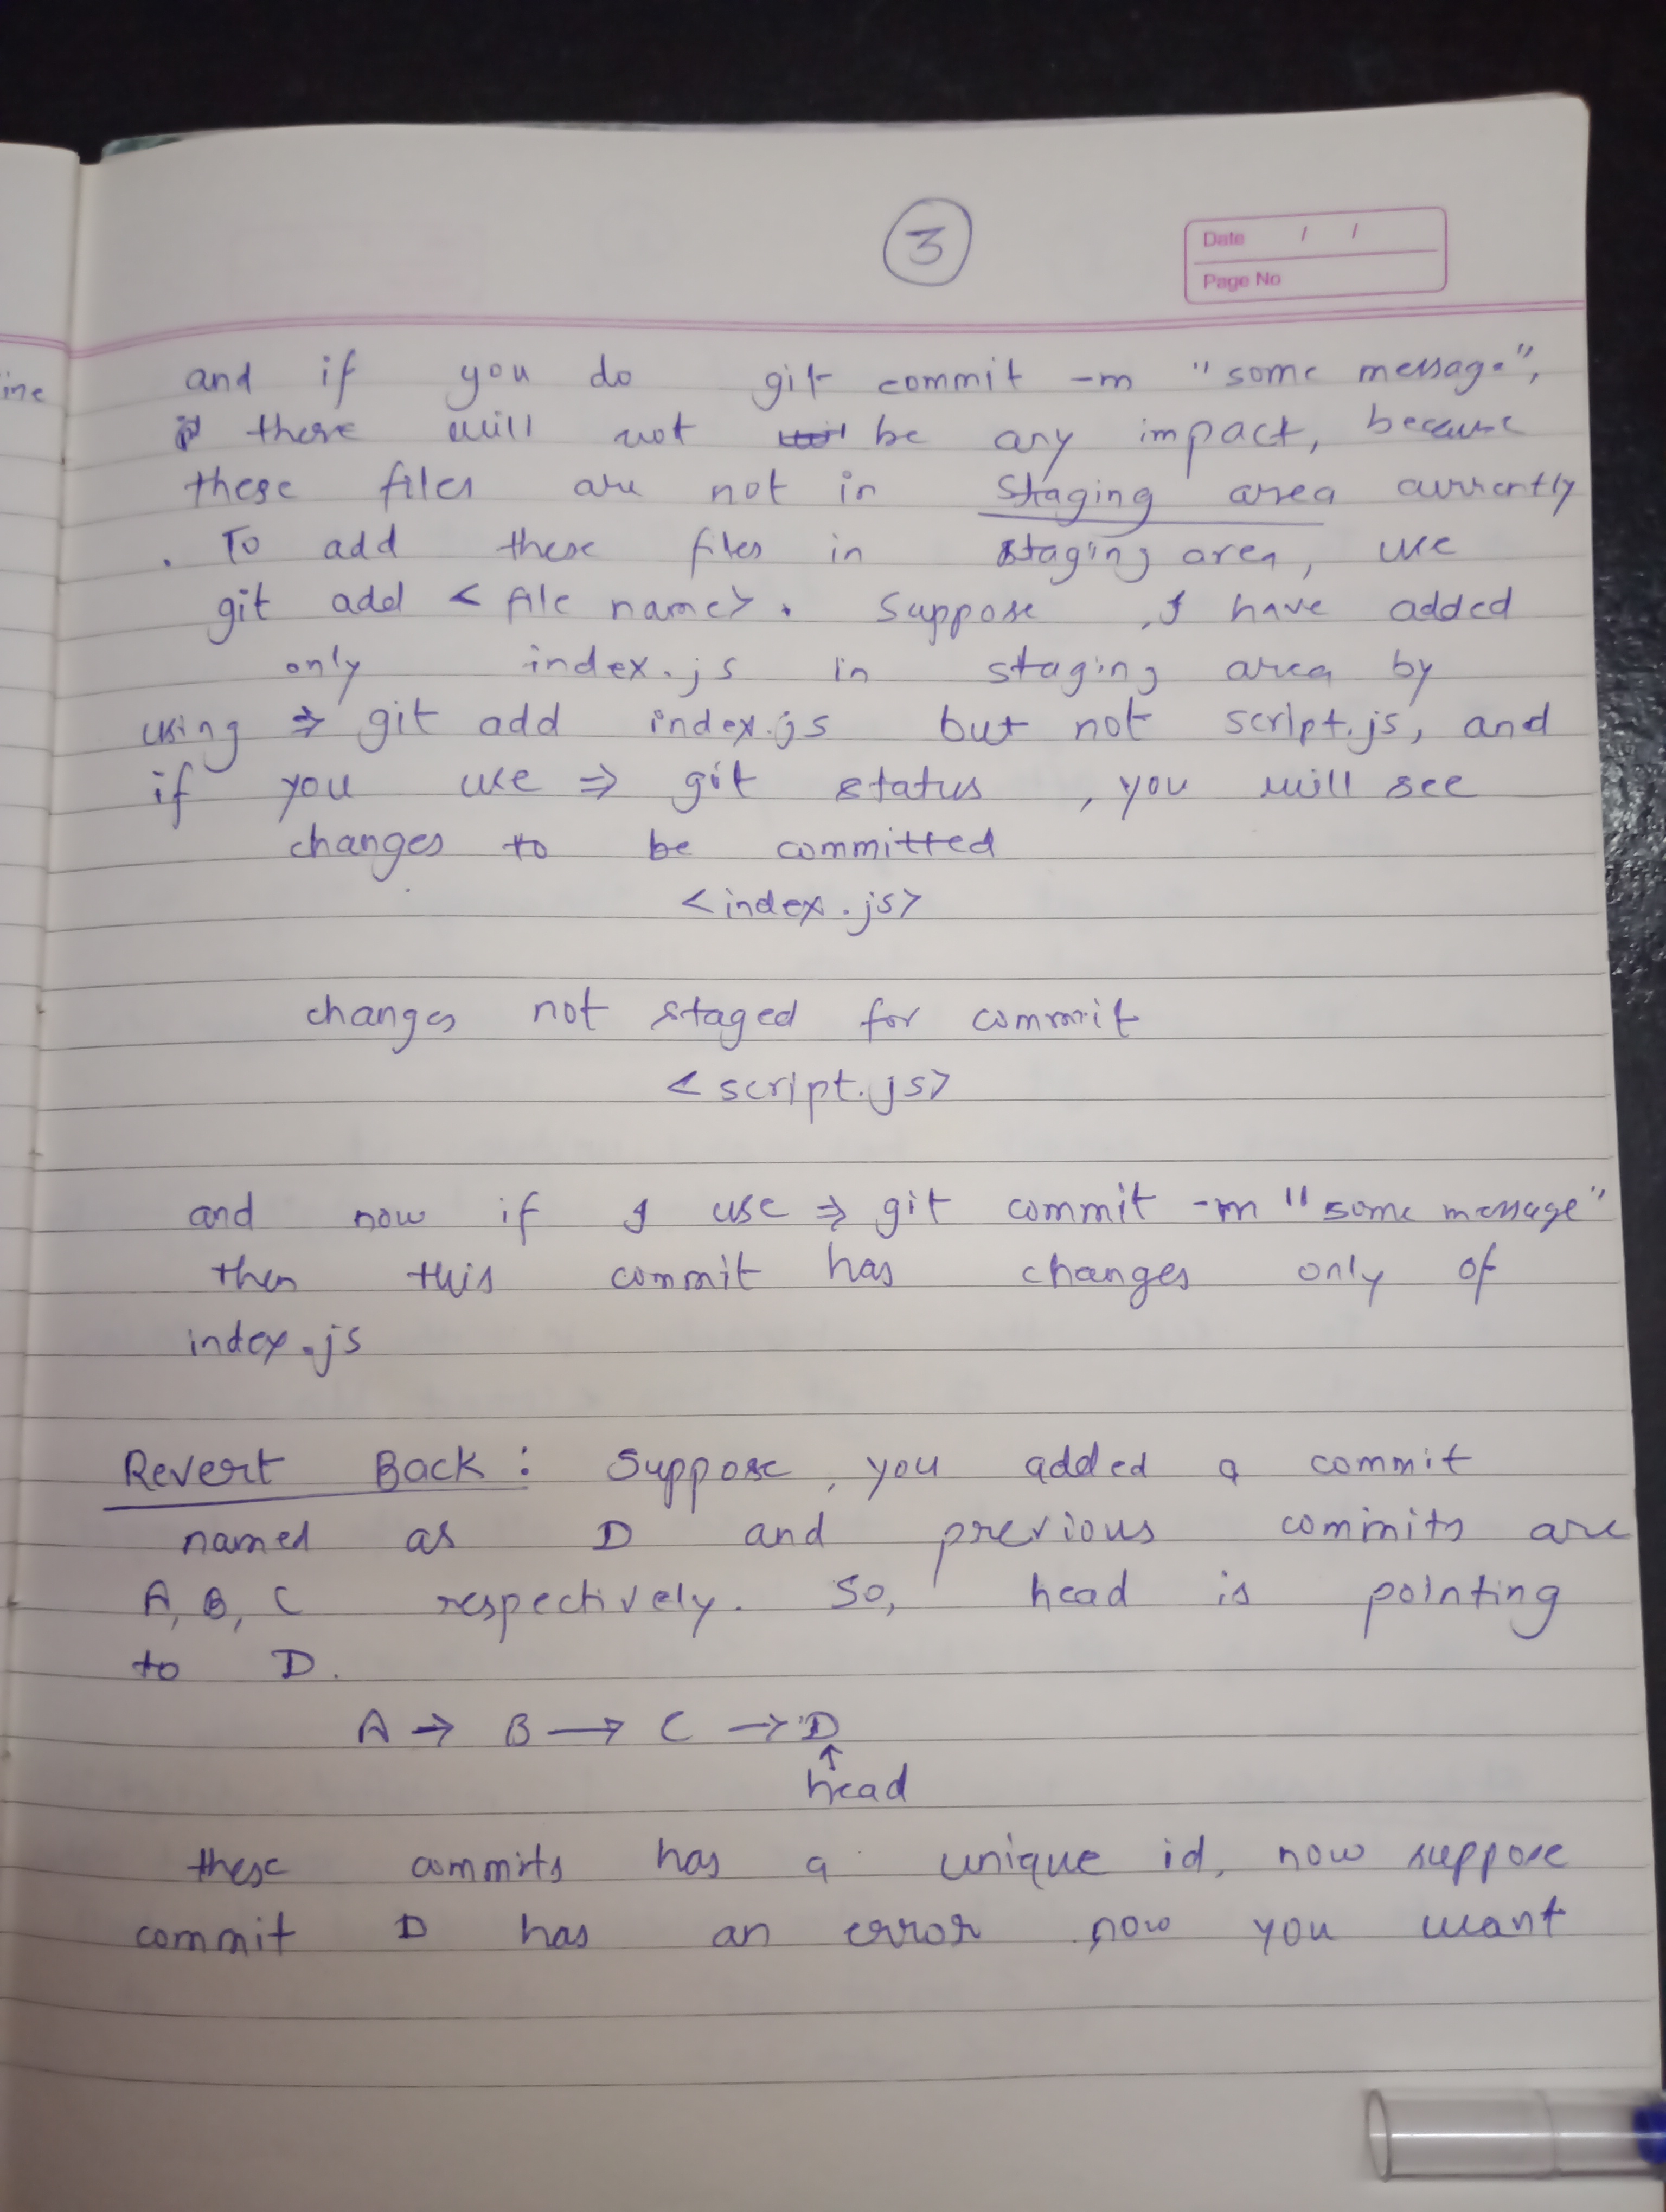 3
Date / /
Page No
ine
and if you do git commit -m "some message",
there will not be any impact, because
these files are not in staging area currently
. To add these files in staging area, use
git add < file name>. Suppose, I have added
only index.js in staging area by
using ⇒ git add index.js but not script.js, and
if you use ⇒ git status, you will see
changes to be committed
<index.js>
changes not staged for commit
<script.js>
and now if I use ⇒ git commit -m "some message"
then this commit has changes only of
index.js
Revert Back : Suppose, you added a commit
named as D and previous commits are
A, B, C respectively. So, head is pointing
to D.
A → B → C → D
↑
head
these commits has a unique id, now suppose
commit D has an error now you want